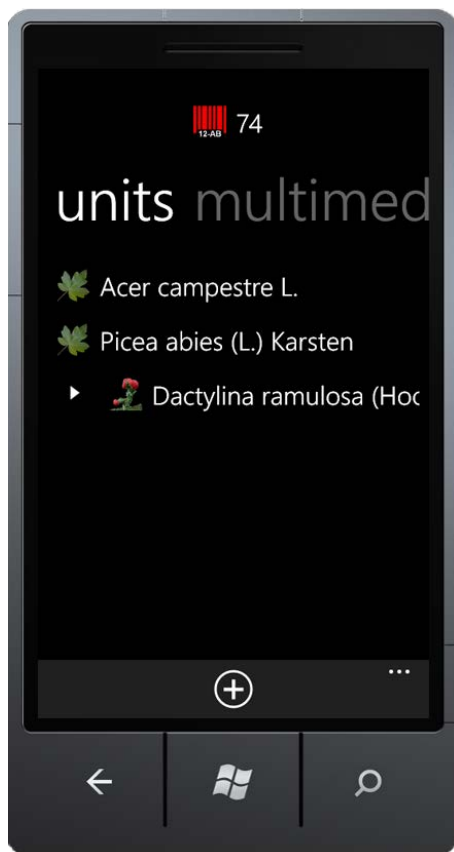 12-AB 74
units multimed
Acer campestre L.
Picea abies (L.) Karsten
Dactylina ramulosa (Hoc